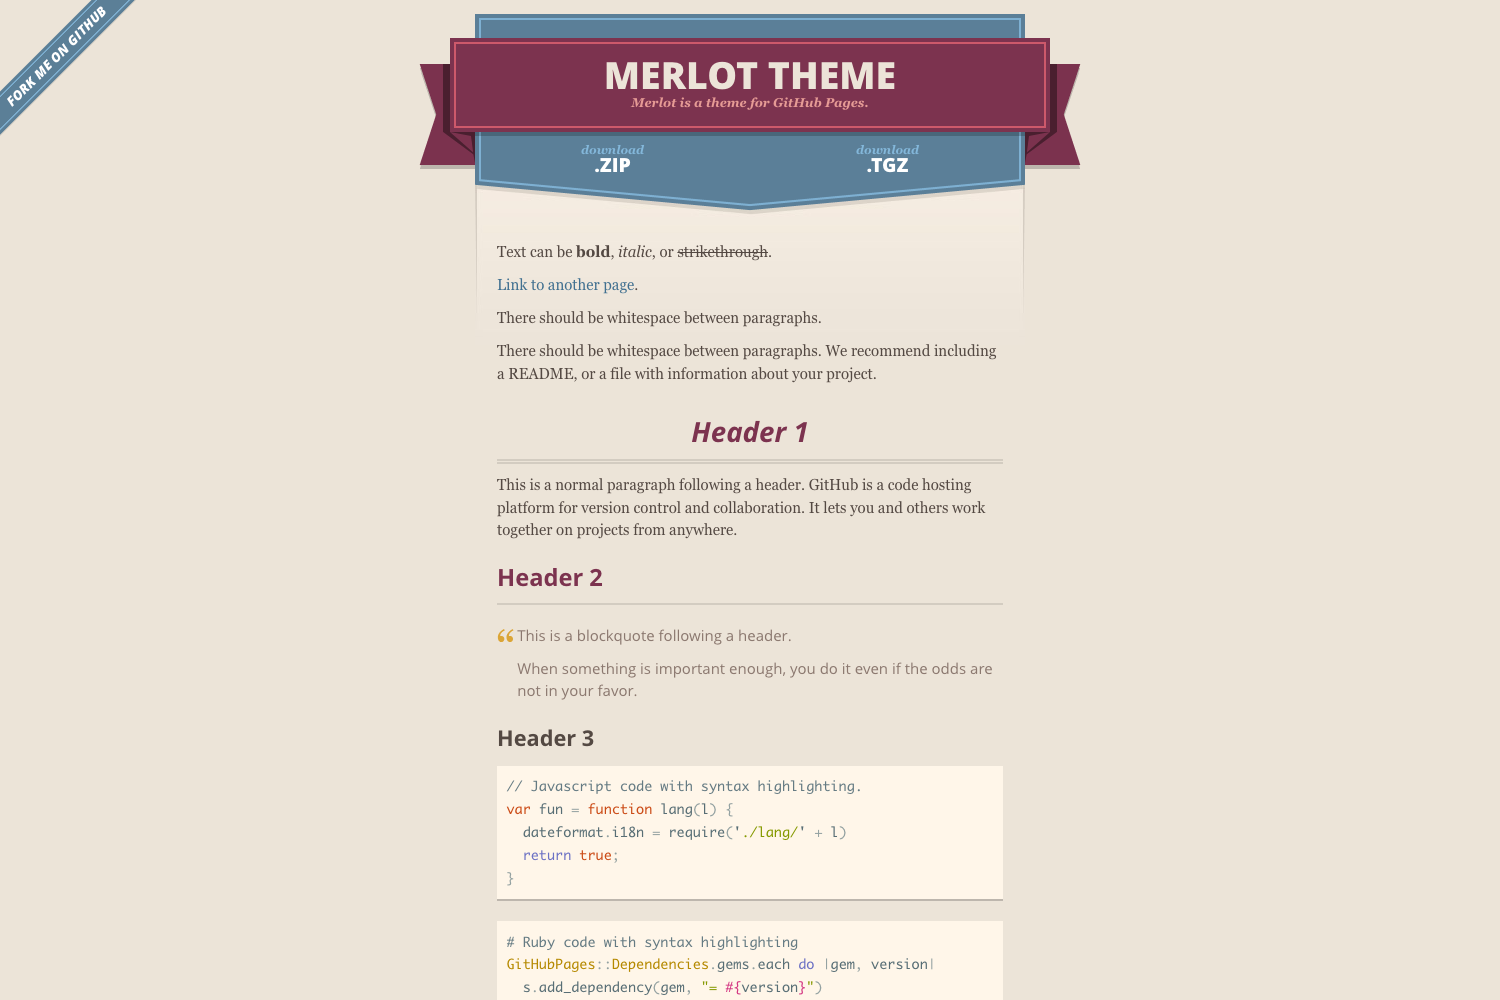 FORK ME ON GITHUB
MERLOT THEME
Merlot is a theme for GitHub Pages.
download
.ZIP
download
.TGZ
Text can be bold, italic, or strikethrough.
Link to another page.
There should be whitespace between paragraphs.
There should be whitespace between paragraphs. We recommend including
a README, or a file with information about your project.
Header 1
This is a normal paragraph following a header. GitHub is a code hosting
platform for version control and collaboration. It lets you and others work
together on projects from anywhere.
Header 2
“ This is a blockquote following a header.
When something is important enough, you do it even if the odds are
not in your favor.
Header 3
// Javascript code with syntax highlighting.
var fun = function lang(l) {
  dateformat.i18n = require('./lang/' + l)
  return true;
}
# Ruby code with syntax highlighting
GitHubPages::Dependencies.gems.each do |gem, version|
  s.add_dependency(gem, "= #{version}")